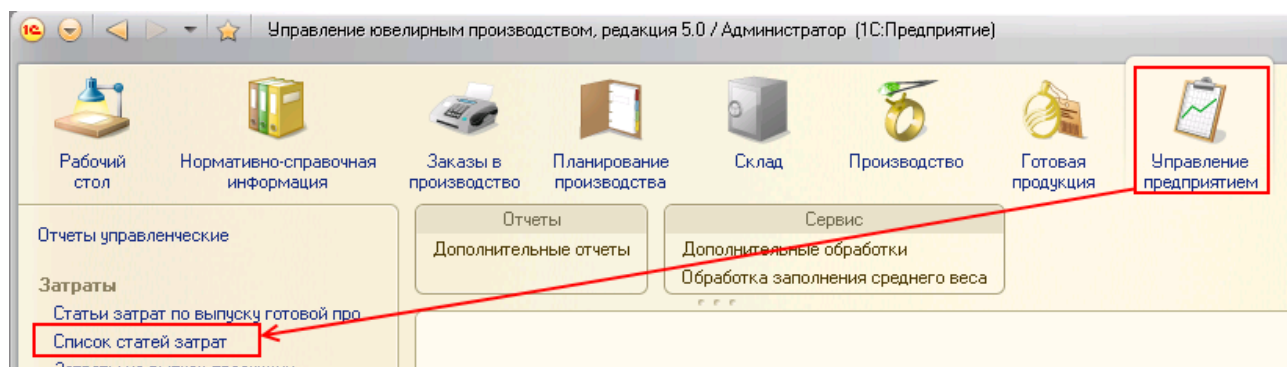 Управление ювелирным производством, редакция 5.0 / Администратор (1С:Предприятие)
Рабочий стол
Нормативно-справочная информация
Заказы в производство
Планирование производства
Склад
Производство
Готовая продукция
Управление предприятием
Отчеты управленческие
Затраты
Статьи затрат по выпуску готовой про...
Список статей затрат
Отчеты
Дополнительные отчеты
Сервис
Дополнительные обработки
Обработка заполнения среднего веса